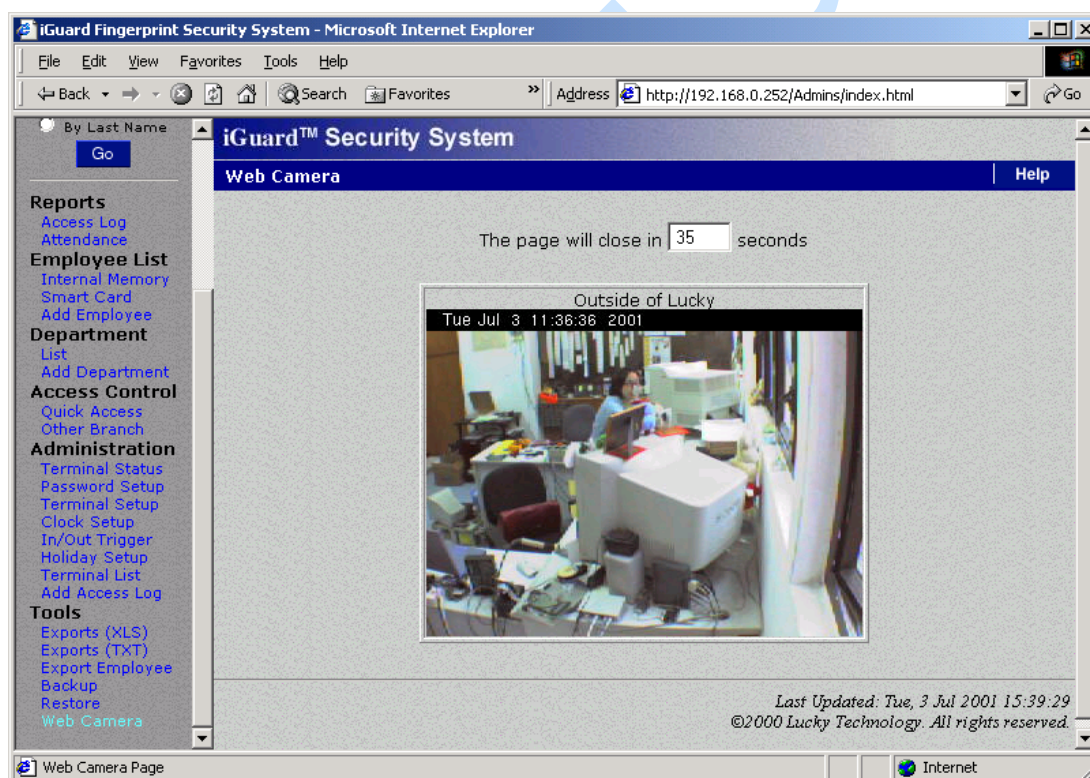 iGuard Fingerprint Security System - Microsoft Internet Explorer
File Edit View Favorites Tools Help
Back Search Favorites » Address http://192.168.0.252/Admins/index.html Go
By Last Name
Go
Reports
Access Log
Attendance
Employee List
Internal Memory
Smart Card
Add Employee
Department
List
Add Department
Access Control
Quick Access
Other Branch
Administration
Terminal Status
Password Setup
Terminal Setup
Clock Setup
In/Out Trigger
Holiday Setup
Terminal List
Add Access Log
Tools
Exports (XLS)
Exports (TXT)
Export Employee
Backup
Restore
Web Camera
iGuard™ Security System
Web Camera Help
The page will close in 35 seconds
Outside of Lucky
Tue Jul 3 11:36:36 2001
Last Updated: Tue, 3 Jul 2001 15:39:29
©2000 Lucky Technology. All rights reserved.
Web Camera Page Internet